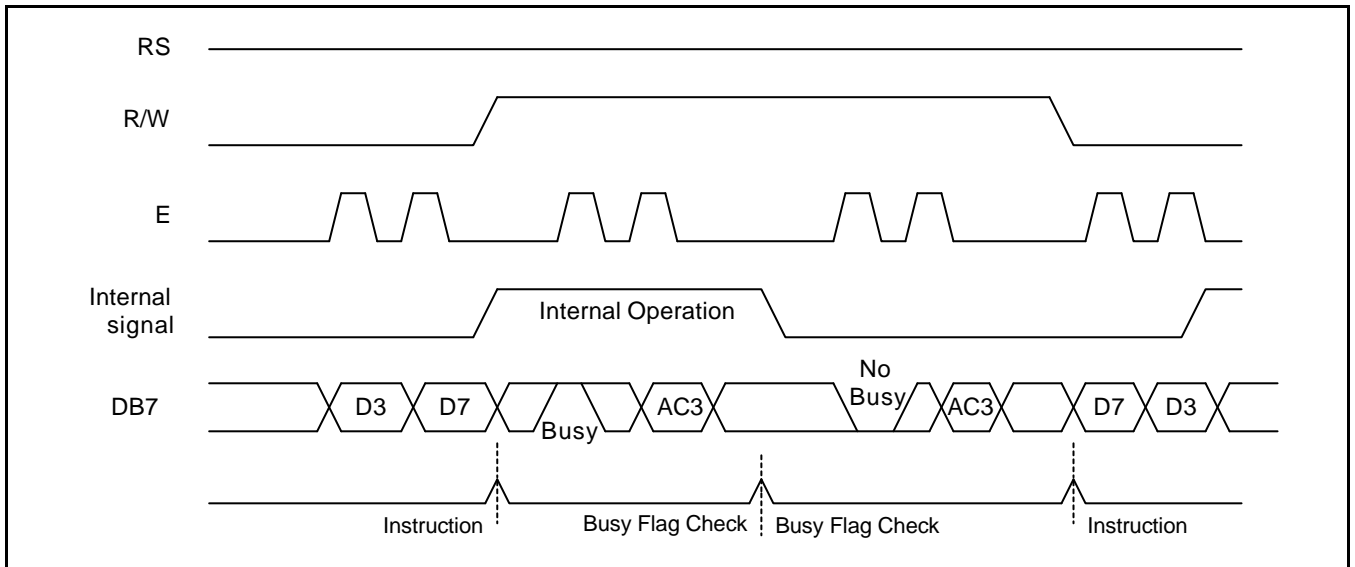 RS
R/W
E
Internal
signal
Internal Operation
No
Busy
DB7
D3
D7
Busy
AC3
AC3
D7
D3
Instruction
Busy Flag Check
Busy Flag Check
Instruction